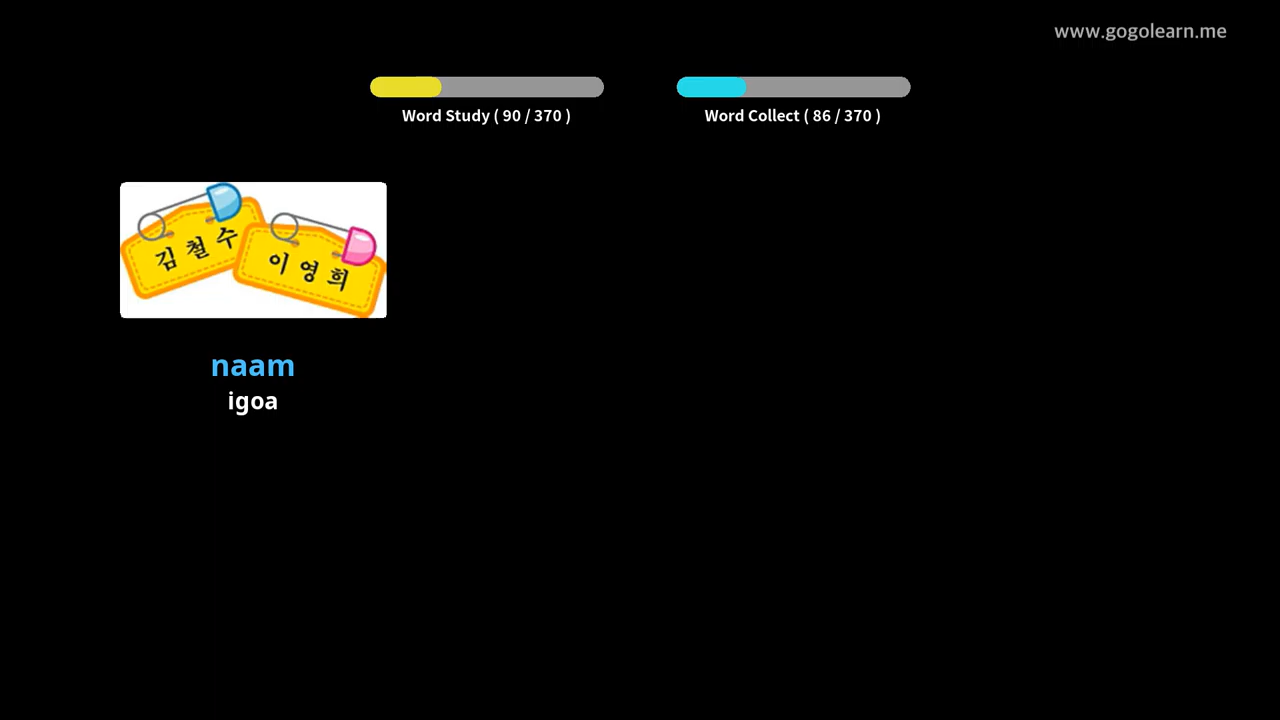 www.gogolearn.me
Word Study ( 90 / 370 )
Word Collect ( 86 / 370 )
김철수
이영희
naam
igoa